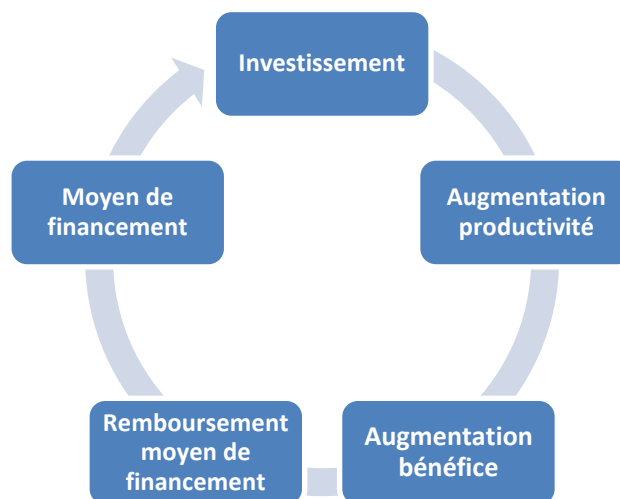 Investissement
Augmentation
productivité
Augmentation
bénéfice
Remboursement
moyen de
financement
Moyen de
financement